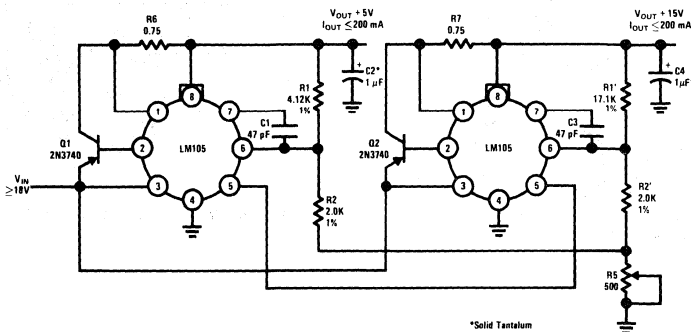 R6
0.75
VOUT + 5V
IOUT ≤ 200 mA
R7
0.75
VOUT + 15V
IOUT ≤ 200 mA
8
8
+
C2*
1 μF
+
C4
1 μF
R1
4.12K
1%
R1'
17.1K
1%
1
7
1
7
C1
47 pF
C3
47 pF
Q1
2N3740
2
LM105
6
Q2
2N3740
2
LM105
6
VIN
≥ 18V
3
5
3
5
4
4
R2
2.0K
1%
R2'
2.0K
1%
R5
500
*Solid Tantalum